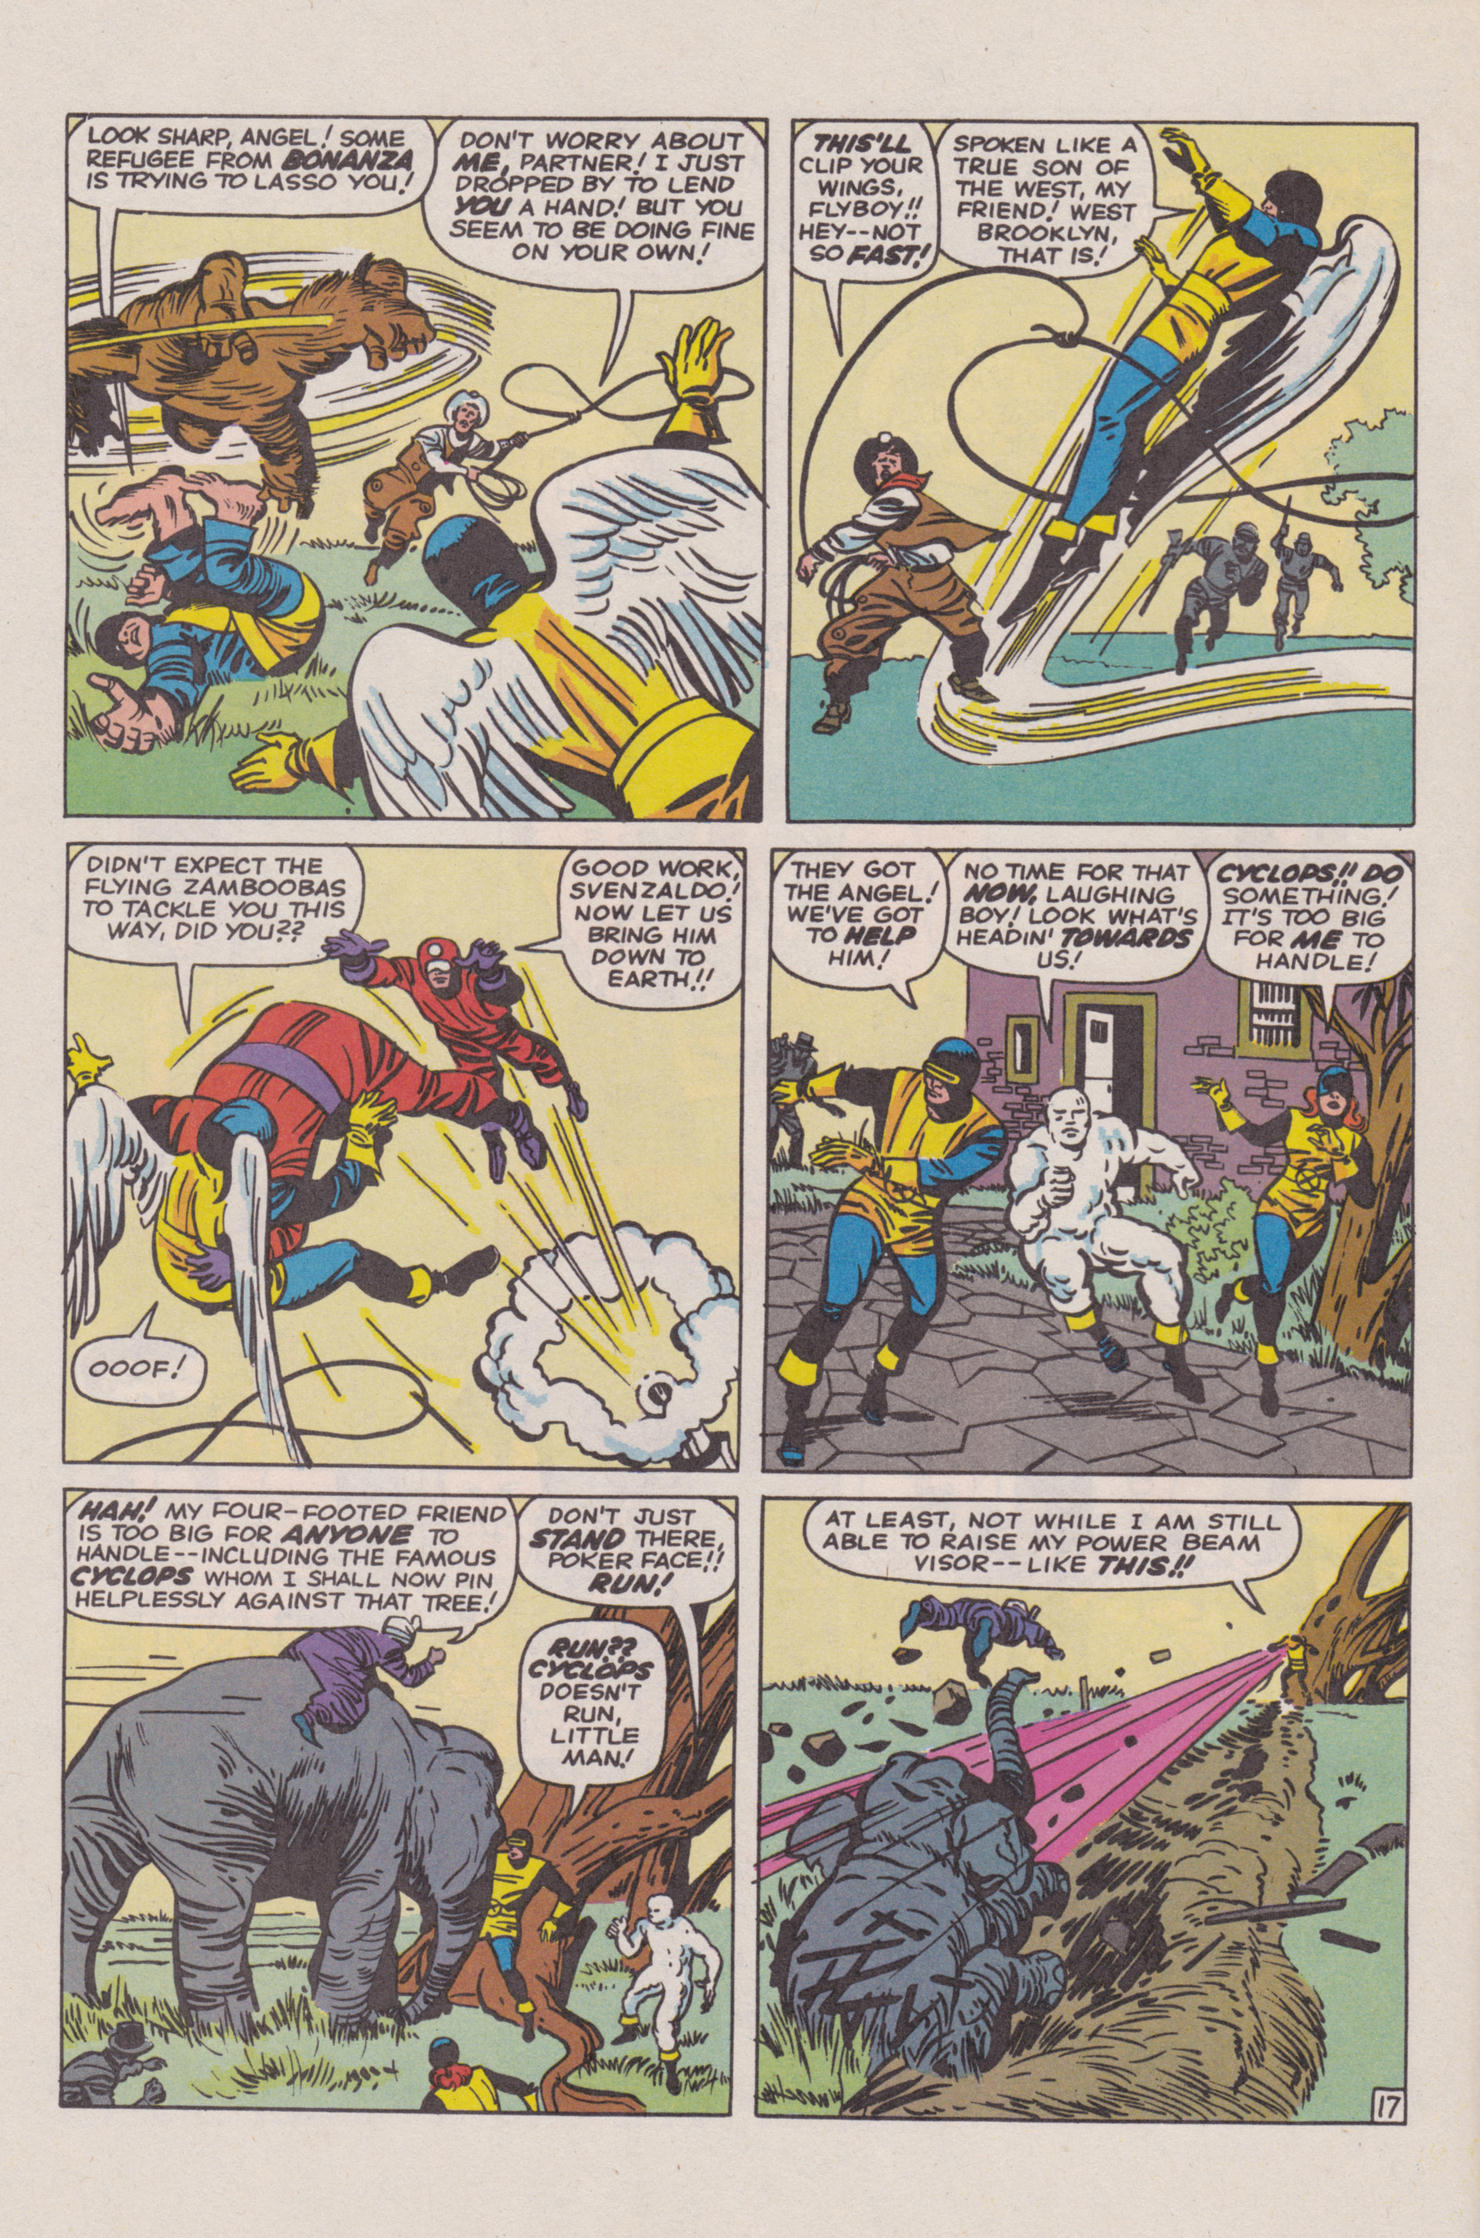 LOOK SHARP, ANGEL! SOME
REFUGEE FROM BONANZA
IS TRYING TO LASSO YOU!
DON'T WORRY ABOUT
ME, PARTNER! I JUST
DROPPED BY TO LEND
YOU A HAND! BUT YOU
SEEM TO BE DOING FINE
ON YOUR OWN!
THIS'LL
CLIP YOUR
WINGS,
FLYBOY!!
HEY--NOT
SO FAST!
SPOKEN LIKE A
TRUE SON OF
THE WEST, MY
FRIEND! WEST
BROOKLYN,
THAT IS!
DIDN'T EXPECT THE
FLYING ZAMBOOBAS
TO TACKLE YOU THIS
WAY, DID YOU??
GOOD WORK,
SVENZALDO!
NOW LET US
BRING HIM
DOWN TO
EARTH!!
OOOF!
THEY GOT
THE ANGEL!
WE'VE GOT
TO HELP
HIM!
NO TIME FOR THAT
NOW, LAUGHING
BOY! LOOK WHAT'S
HEADIN' TOWARDS
US!
CYCLOPS!! DO
SOMETHING!
IT'S TOO BIG
FOR ME TO
HANDLE!
HAH! MY FOUR-FOOTED FRIEND
IS TOO BIG FOR ANYONE TO
HANDLE--INCLUDING THE FAMOUS
CYCLOPS WHOM I SHALL NOW PIN
HELPLESSLY AGAINST THAT TREE!
DON'T JUST
STAND THERE,
POKER FACE!!
RUN!
RUN??
CYCLOPS
DOESN'T
RUN,
LITTLE
MAN!
AT LEAST, NOT WHILE I AM STILL
ABLE TO RAISE MY POWER BEAM
VISOR--LIKE THIS!!
17